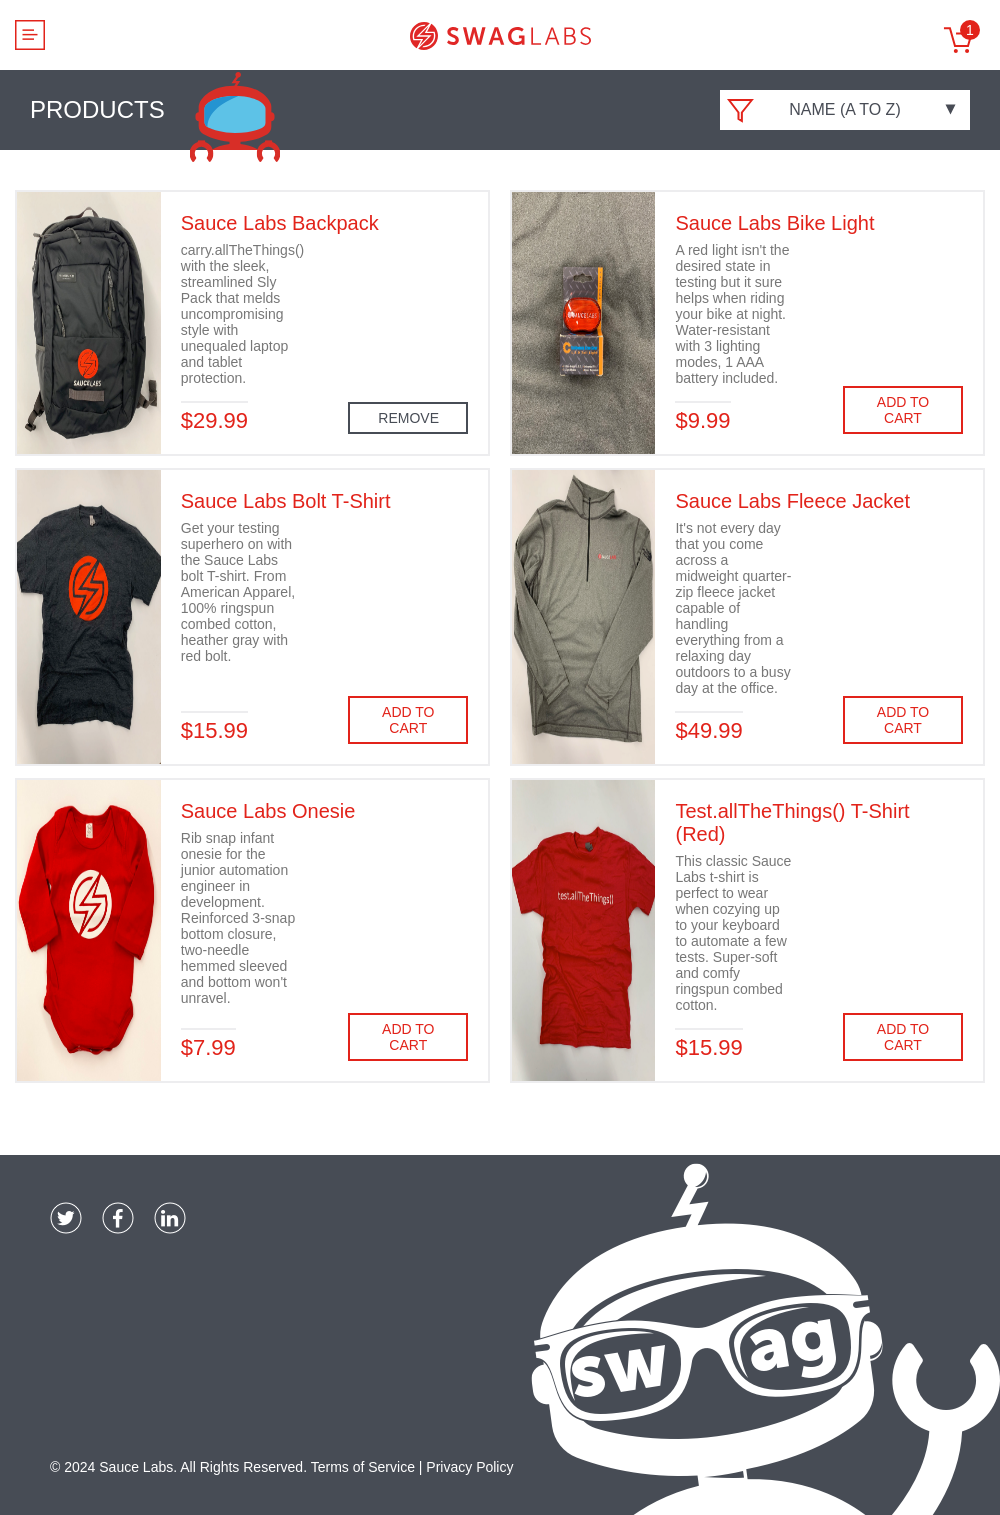 SWAGLABS
1
PRODUCTS
NAME (A TO Z)
Sauce Labs Backpack
carry.allTheThings()
with the sleek,
streamlined Sly
Pack that melds
uncompromising
style with
unequaled laptop
and tablet
protection.
$29.99
REMOVE
SAUCELABS
Sauce Labs Bike Light
A red light isn't the
desired state in
testing but it sure
helps when riding
your bike at night.
Water-resistant
with 3 lighting
modes, 1 AAA
battery included.
$9.99
ADD TO
CART
SAUCELABS
Sauce Labs Bolt T-Shirt
Get your testing
superhero on with
the Sauce Labs
bolt T-shirt. From
American Apparel,
100% ringspun
combed cotton,
heather gray with
red bolt.
$15.99
ADD TO
CART
Sauce Labs Fleece Jacket
It's not every day
that you come
across a
midweight quarter-
zip fleece jacket
capable of
handling
everything from a
relaxing day
outdoors to a busy
day at the office.
$49.99
ADD TO
CART
Sauce Labs Onesie
Rib snap infant
onesie for the
junior automation
engineer in
development.
Reinforced 3-snap
bottom closure,
two-needle
hemmed sleeved
and bottom won't
unravel.
$7.99
ADD TO
CART
Test.allTheThings() T-Shirt
(Red)
This classic Sauce
Labs t-shirt is
perfect to wear
when cozying up
to your keyboard
to automate a few
tests. Super-soft
and comfy
ringspun combed
cotton.
$15.99
ADD TO
CART
test.allTheThings()
swag
© 2024 Sauce Labs. All Rights Reserved. Terms of Service | Privacy Policy